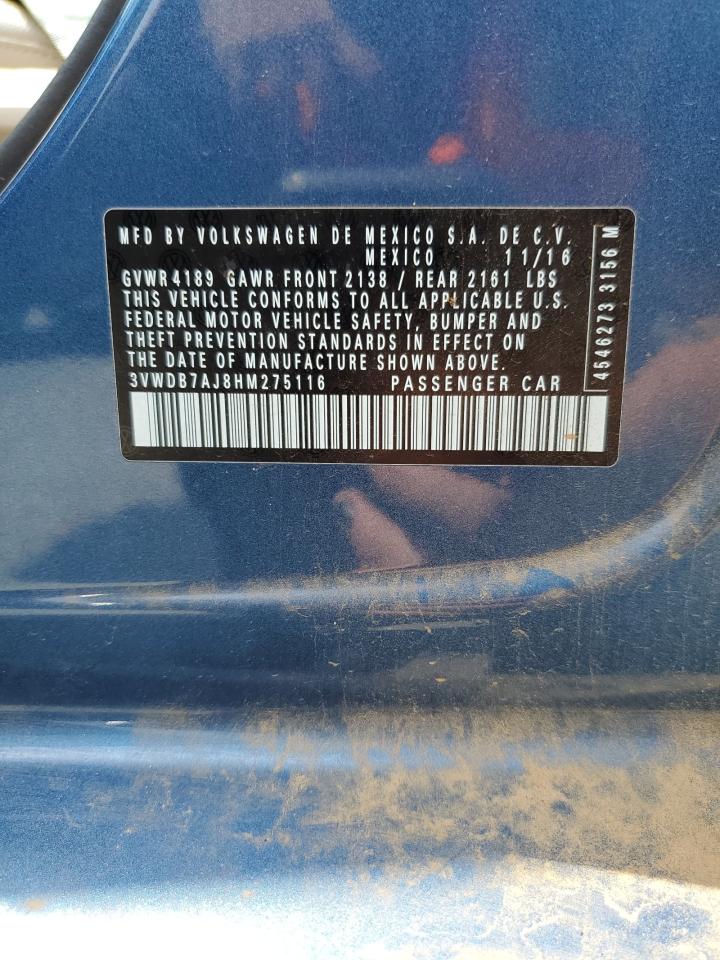 MFD BY VOLKSWAGEN DE MEXICO S.A. DE C.V.
MEXICO 11/16
GVWR4189 GAWR FRONT 2138 / REAR 2161 LBS
THIS VEHICLE CONFORMS TO ALL APPLICABLE U.S.
FEDERAL MOTOR VEHICLE SAFETY, BUMPER AND
THEFT PREVENTION STANDARDS IN EFFECT ON
THE DATE OF MANUFACTURE SHOWN ABOVE.
3VWDB7AJ8HM275116 PASSENGER CAR
4546273 3156 M